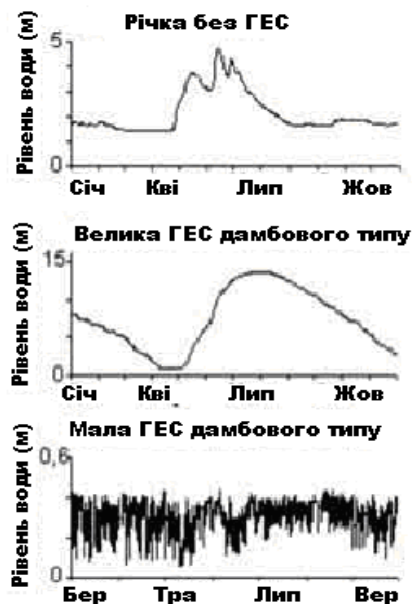 Річка без ГЕС
Рівень води (м)
5
0
Січ Кві Лип Жов
Велика ГЕС дамбового типу
Рівень води (м)
15
0
Січ Кві Лип Жов
Мала ГЕС дамбового типу
Рівень води (м)
0,6
0
Бер Тра Лип Вер